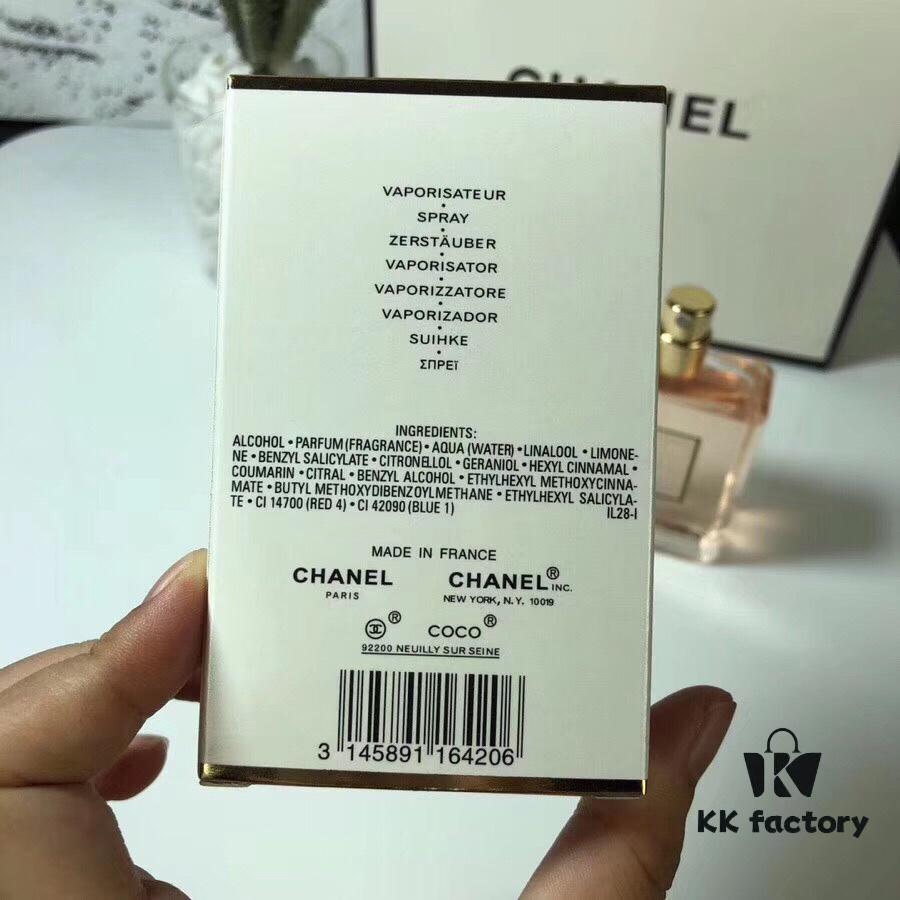 CHANEL
VAPORISATEUR
•
SPRAY
•
ZERSTÄUBER
•
VAPORISATOR
•
VAPORIZZATORE
•
VAPORIZADOR
•
SUIHKE
•
ΣΠΡΕΪ
INGREDIENTS:
ALCOHOL • PARFUM (FRAGRANCE) • AQUA (WATER) • LINALOOL • LIMONE-
NE • BENZYL SALICYLATE • CITRONELLOL • GERANIOL • HEXYL CINNAMAL •
COUMARIN • CITRAL • BENZYL ALCOHOL • ETHYLHEXYL METHOXYCINNA-
MATE • BUTYL METHOXYDIBENZOYLMETHANE • ETHYLHEXYL SALICYLA-
TE • CI 14700 (RED 4) • CI 42090 (BLUE 1) IL28-I
MADE IN FRANCE
CHANEL CHANEL® INC.
PARIS NEW YORK, N.Y. 10019
® COCO®
92200 NEUILLY SUR SEINE
3 145891 164206
KK factory